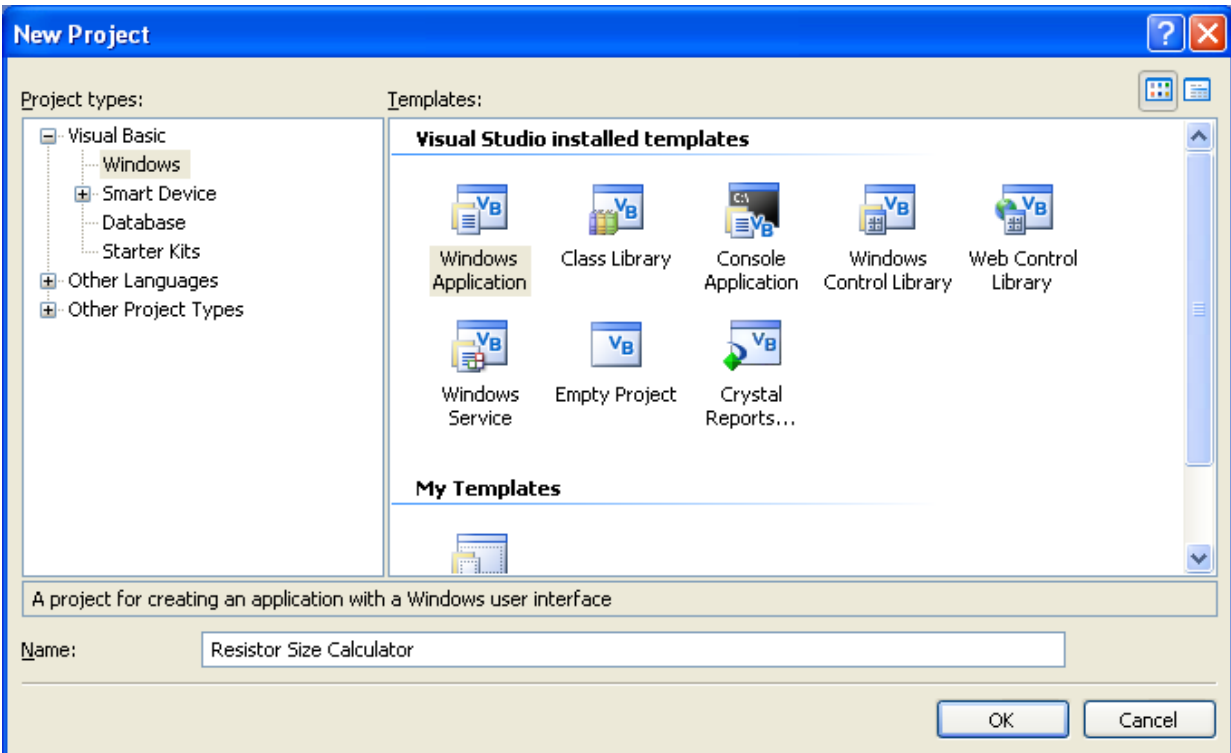 New Project
Project types:
Templates:
Visual Basic
Windows
Smart Device
Database
Starter Kits
Other Languages
Other Project Types
Visual Studio installed templates
Windows
Application
Class Library
Console
Application
Windows
Control Library
Web Control
Library
Windows
Service
Empty Project
Crystal
Reports...
My Templates
A project for creating an application with a Windows user interface
Name:
Resistor Size Calculator
OK
Cancel